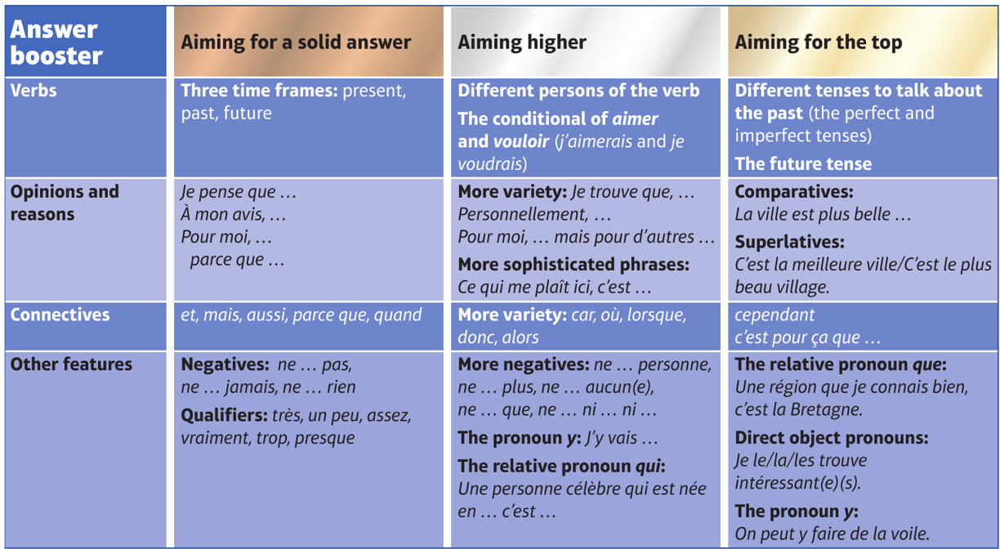 Answer
booster
Aiming for a solid answer
Aiming higher
Aiming for the top
Verbs
Three time frames: present,
past, future
Different persons of the verb
The conditional of aimer
and vouloir (j'aimerais and je
voudrais)
Different tenses to talk about
the past (the perfect and
imperfect tenses)
The future tense
Opinions and
reasons
Je pense que …
À mon avis, …
Pour moi, …
parce que …
More variety: Je trouve que, …
Personnellement, …
Pour moi, … mais pour d'autres …
More sophisticated phrases:
Ce qui me plaît ici, c'est …
Comparatives:
La ville est plus belle …
Superlatives:
C'est la meilleure ville/C'est le plus
beau village.
Connectives
et, mais, aussi, parce que, quand
More variety: car, où, lorsque,
donc, alors
cependant
c'est pour ça que …
Other features
Negatives: ne … pas,
ne … jamais, ne … rien
Qualifiers: très, un peu, assez,
vraiment, trop, presque
More negatives: ne … personne,
ne … plus, ne … aucun(e),
ne … que, ne … ni … ni …
The pronoun y: J'y vais …
The relative pronoun qui:
Une personne célèbre qui est née
en … c'est …
The relative pronoun que:
Une région que je connais bien,
c'est la Bretagne.
Direct object pronouns:
Je le/la/les trouve
intéressant(e)(s).
The pronoun y:
On peut y faire de la voile.